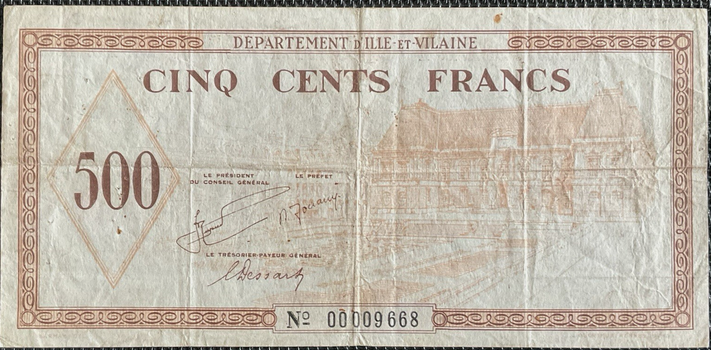 DEPARTEMENT D'ILLE-ET-VILAINE
CINQ CENTS FRANCS
500
LE PRÉSIDENT
DU CONSEIL GÉNÉRAL
LE PRÉFET
LE TRÉSORIER-PAYEUR GÉNÉRAL
No 00009668